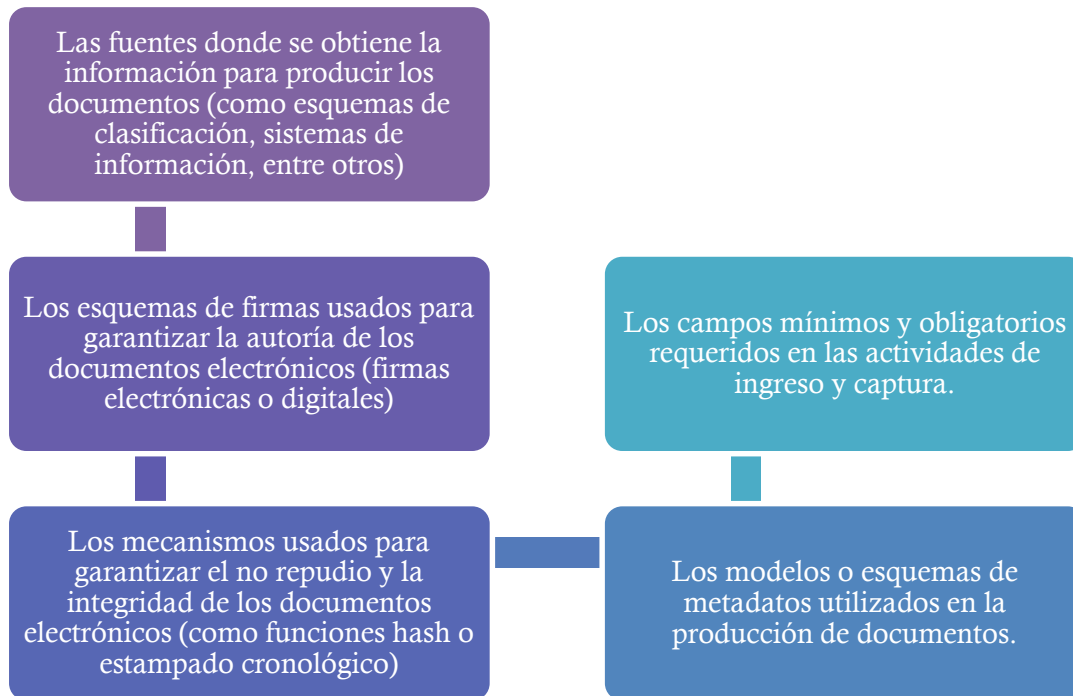 Las fuentes donde se obtiene la
información para producir los
documentos (como esquemas de
clasificación, sistemas de
información, entre otros)
Los esquemas de firmas usados para
garantizar la autoría de los
documentos electrónicos (firmas
electrónicas o digitales)
Los mecanismos usados para
garantizar el no repudio y la
integridad de los documentos
electrónicos (como funciones hash o
estampado cronológico)
Los modelos o esquemas de
metadatos utilizados en la
producción de documentos.
Los campos mínimos y obligatorios
requeridos en las actividades de
ingreso y captura.